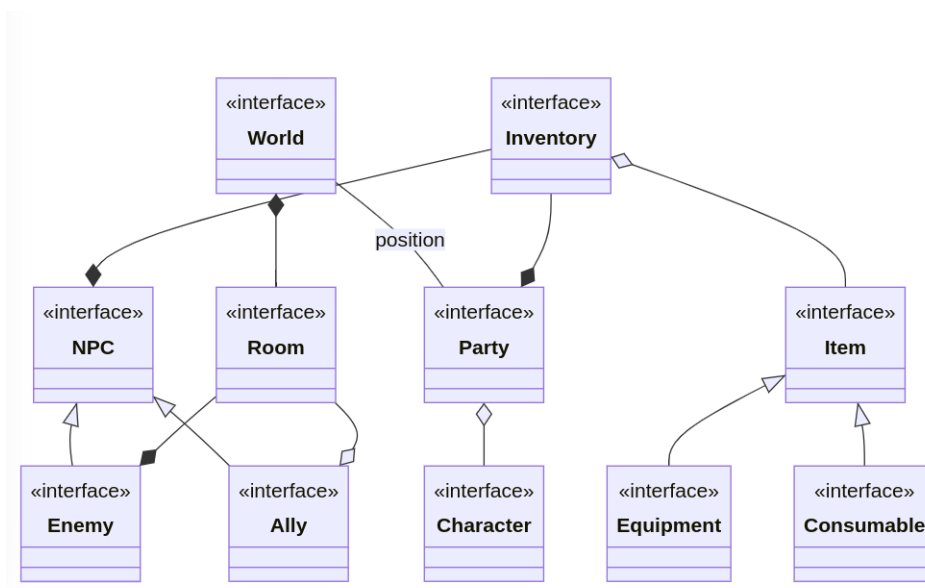 «interface»
World
«interface»
Inventory
position
«interface»
NPC
«interface»
Room
«interface»
Party
«interface»
Item
«interface»
Enemy
«interface»
Ally
«interface»
Character
«interface»
Equipment
«interface»
Consumable